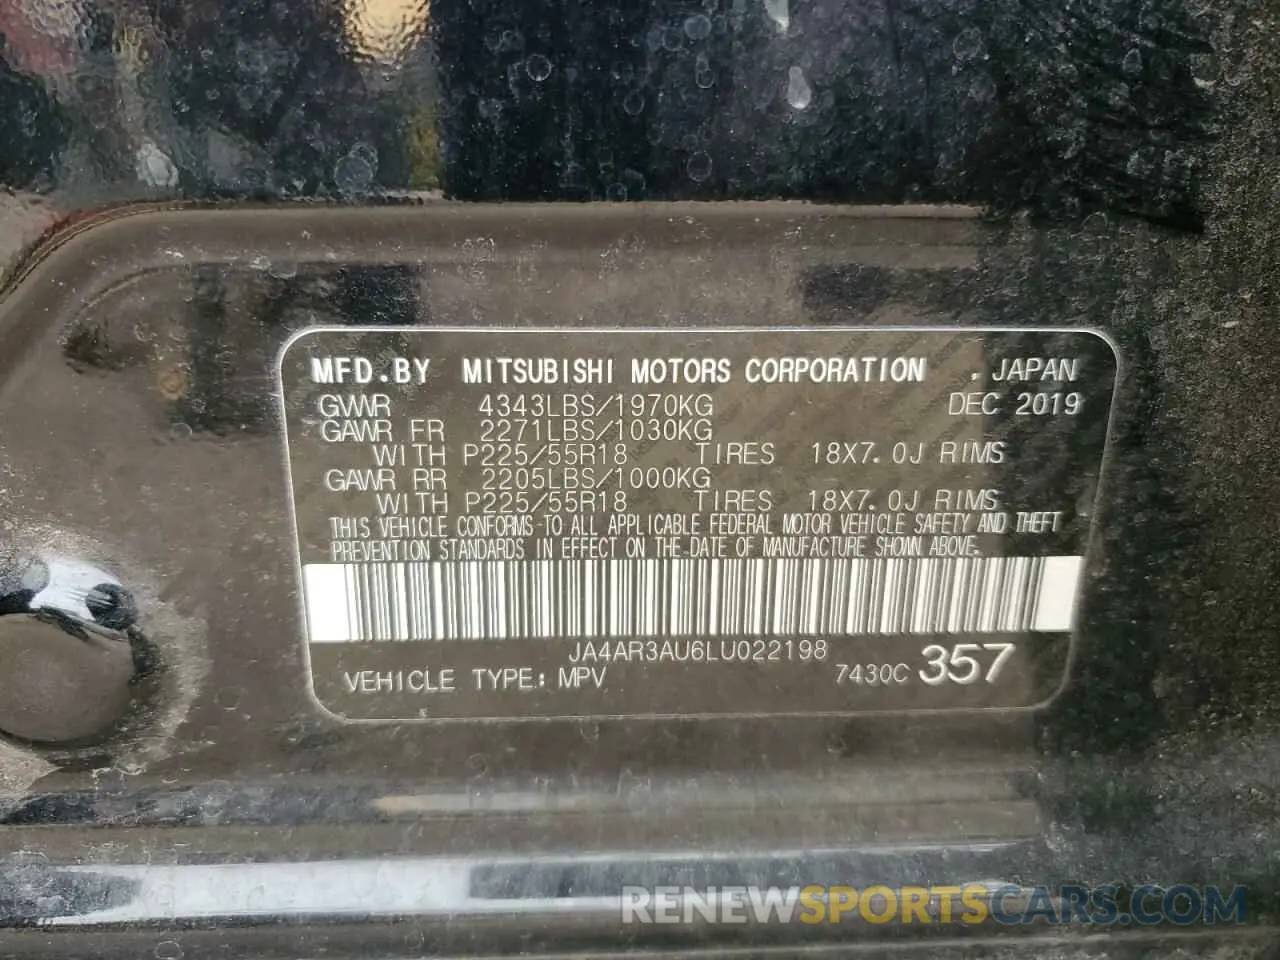 MFD.BY MITSUBISHI MOTORS CORPORATION . JAPAN
GVWR 4343LBS/1970KG DEC 2019
GAWR FR 2271LBS/1030KG
WITH P225/55R18 TIRES 18X7.0J RIMS
GAWR RR 2205LBS/1000KG
WITH P225/55R18 TIRES 18X7.0J RIMS
THIS VEHICLE CONFORMS TO ALL APPLICABLE FEDERAL MOTOR VEHICLE SAFETY AND THEFT
PREVENTION STANDARDS IN EFFECT ON THE DATE OF MANUFACTURE SHOWN ABOVE.
JA4AR3AU6LU022198
VEHICLE TYPE: MPV 7430C 357
RENEWSPORTSCARS.COM